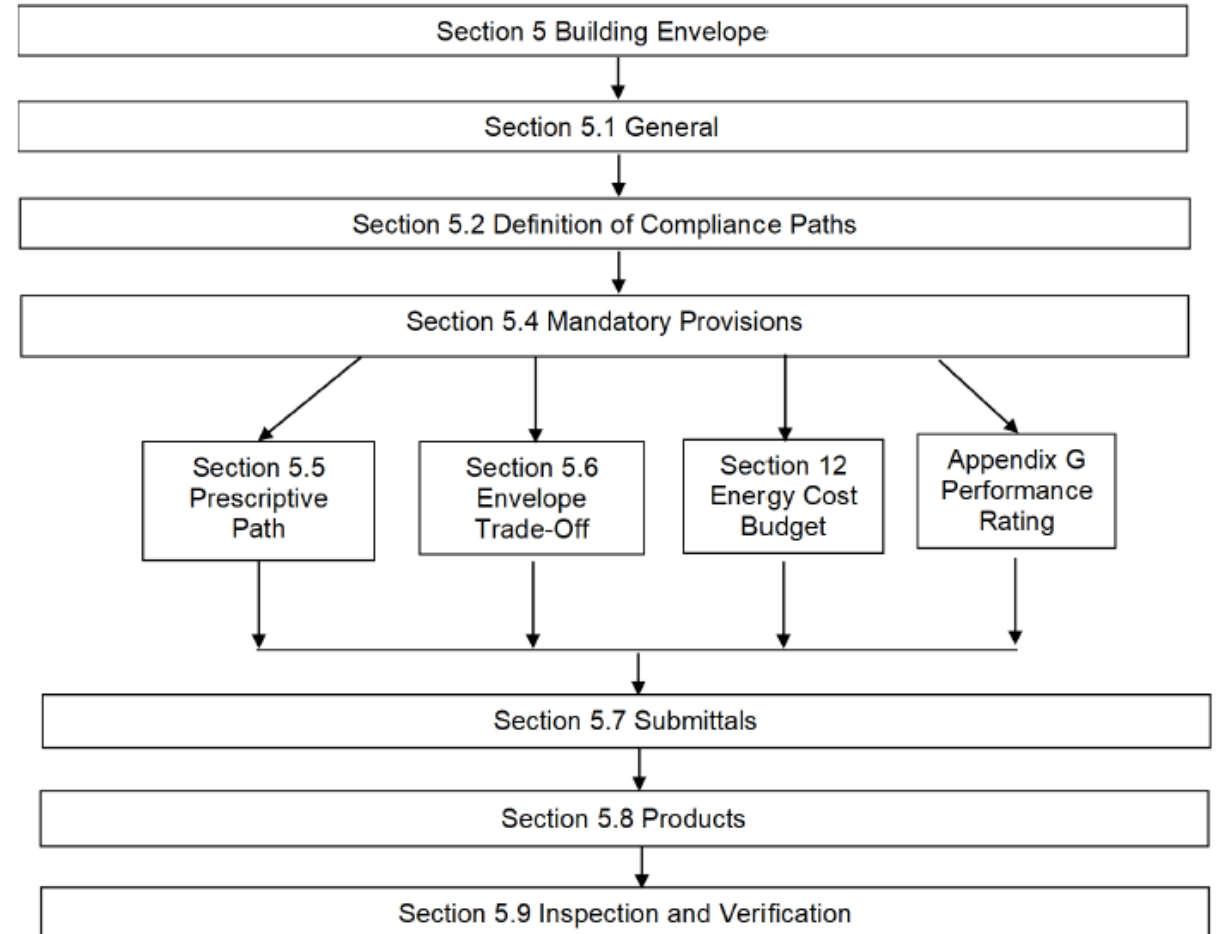 Section 5 Building Envelope
Section 5.1 General
Section 5.2 Definition of Compliance Paths
Section 5.4 Mandatory Provisions
Section 5.5
Prescriptive
Path
Section 5.6
Envelope
Trade-Off
Section 12
Energy Cost
Budget
Appendix G
Performance
Rating
Section 5.7 Submittals
Section 5.8 Products
Section 5.9 Inspection and Verification